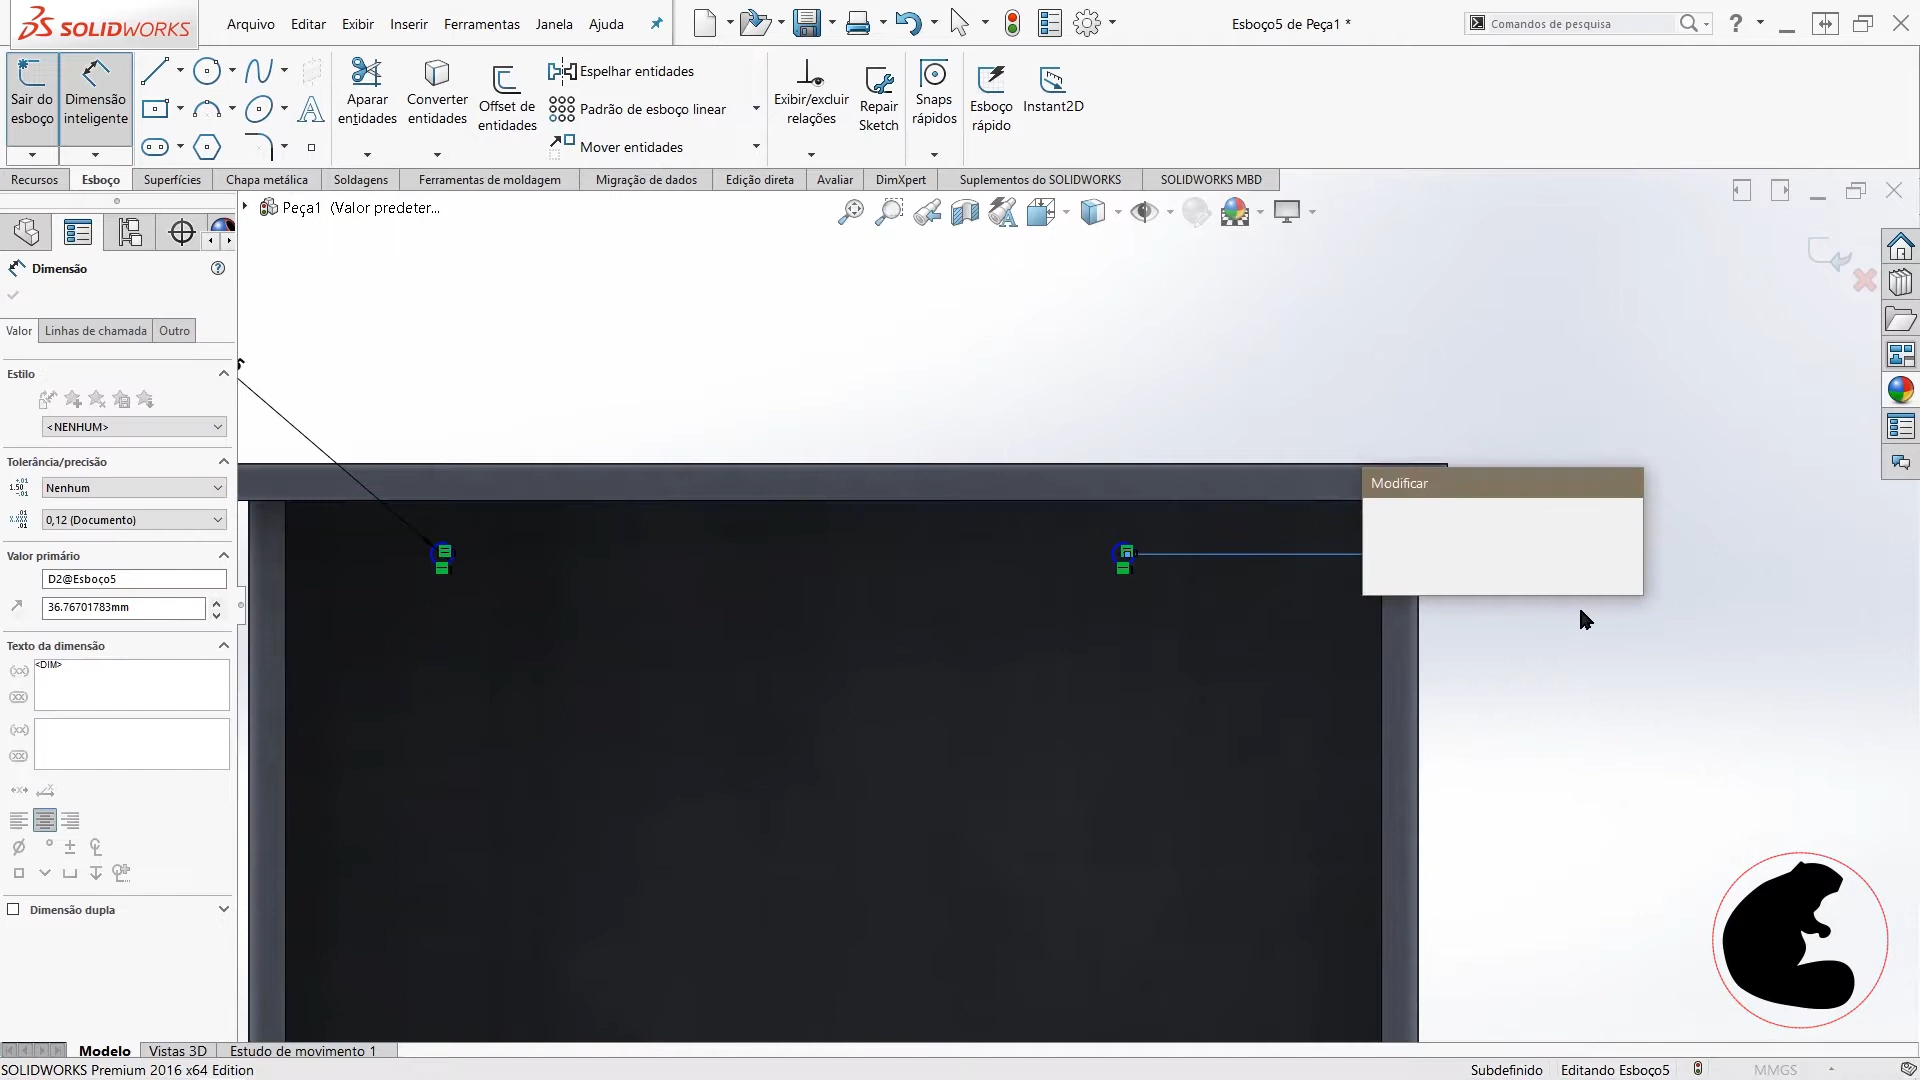 SOLIDWORKS
Arquivo Editar Exibir Inserir Ferramentas Janela Ajuda
Esboço5 de Peça1 *
Comandos de pesquisa
?
Sair do esboço
Dimensão inteligente
Aparar entidades
Converter entidades
Offset de entidades
Espelhar entidades
Padrão de esboço linear
Mover entidades
Exibir/excluir relações
Repair Sketch
Snaps rápidos
Esboço rápido
Instant2D
Recursos Esboço Superfícies Chapa metálica Soldagens Ferramentas de moldagem Migração de dados Edição direta Avaliar DimXpert Suplementos do SOLIDWORKS SOLIDWORKS MBD
Peça1 (Valor predeter...
Dimensão
Valor Linhas de chamada Outro
Estilo
<NENHUM>
Tolerância/precisão
Nenhum
0,12 (Documento)
Valor primário
D2@Esboço5
36.76701783mm
Texto da dimensão
<DIM>
Dimensão dupla
Modificar
Modelo Vistas 3D Estudo de movimento 1
SOLIDWORKS Premium 2016 x64 Edition
Subdefinido Editando Esboço5 MMGS